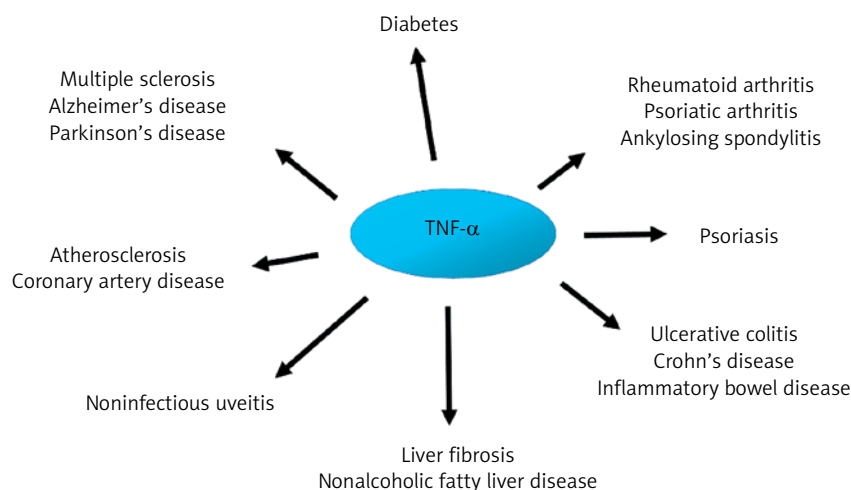 Diabetes
Multiple sclerosis
Alzheimer's disease
Parkinson's disease
Rheumatoid arthritis
Psoriatic arthritis
Ankylosing spondylitis
TNF-α
Psoriasis
Atherosclerosis
Coronary artery disease
Ulcerative colitis
Crohn's disease
Inflammatory bowel disease
Noninfectious uveitis
Liver fibrosis
Nonalcoholic fatty liver disease